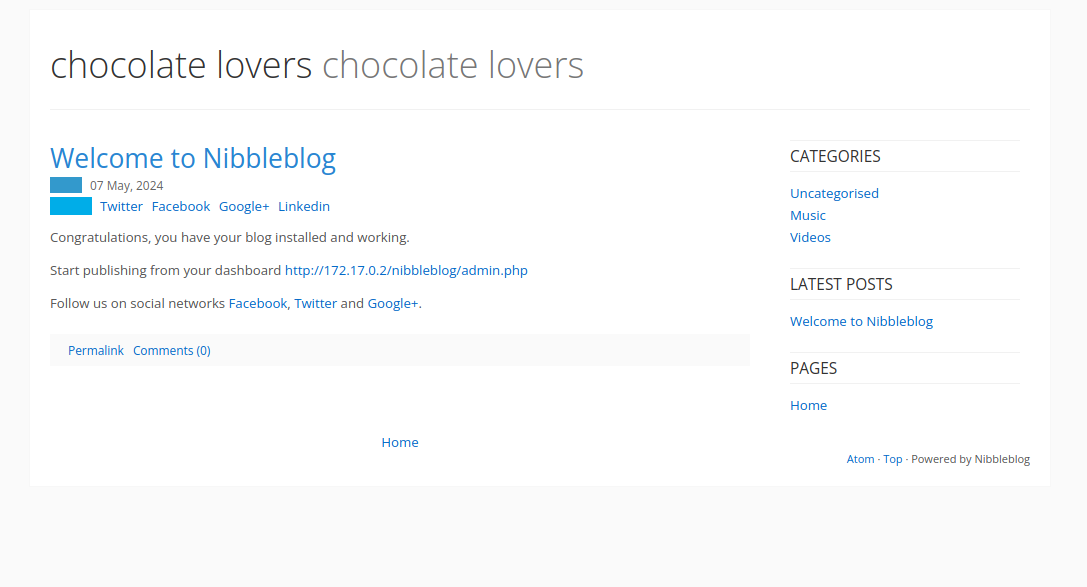 chocolate lovers chocolate lovers
Welcome to Nibbleblog
07 May, 2024
Twitter Facebook Google+ Linkedin
Congratulations, you have your blog installed and working.
Start publishing from your dashboard http://172.17.0.2/nibbleblog/admin.php
Follow us on social networks Facebook, Twitter and Google+.
Permalink Comments (0)
Home
CATEGORIES
Uncategorised
Music
Videos
LATEST POSTS
Welcome to Nibbleblog
PAGES
Home
Atom · Top · Powered by Nibbleblog